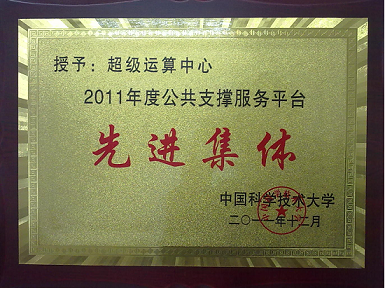 授予：超级运算中心
2011年度公共支撑服务平台
先进集体
中国科学技术大学
二〇一一年十二月